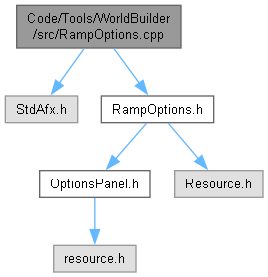 Code/Tools/WorldBuilder
/src/RampOptions.cpp
StdAfx.h
RampOptions.h
OptionsPanel.h
Resource.h
resource.h